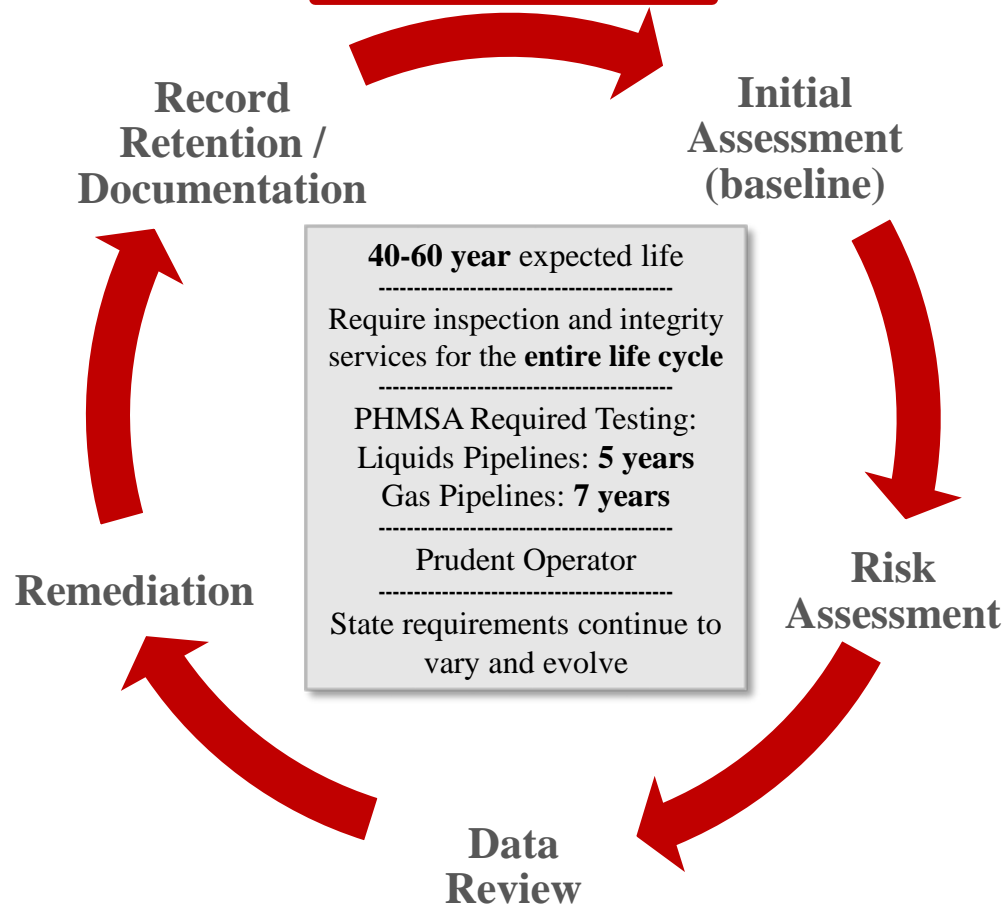 Record
Retention /
Documentation
Initial
Assessment
(baseline)
40-60 year expected life
-----------------------------------------
Require inspection and integrity
services for the entire life cycle
-----------------------------------------
PHMSA Required Testing:
Liquids Pipelines: 5 years
Gas Pipelines: 7 years
-----------------------------------------
Prudent Operator
-----------------------------------------
State requirements continue to
vary and evolve
Remediation
Risk
Assessment
Data
Review